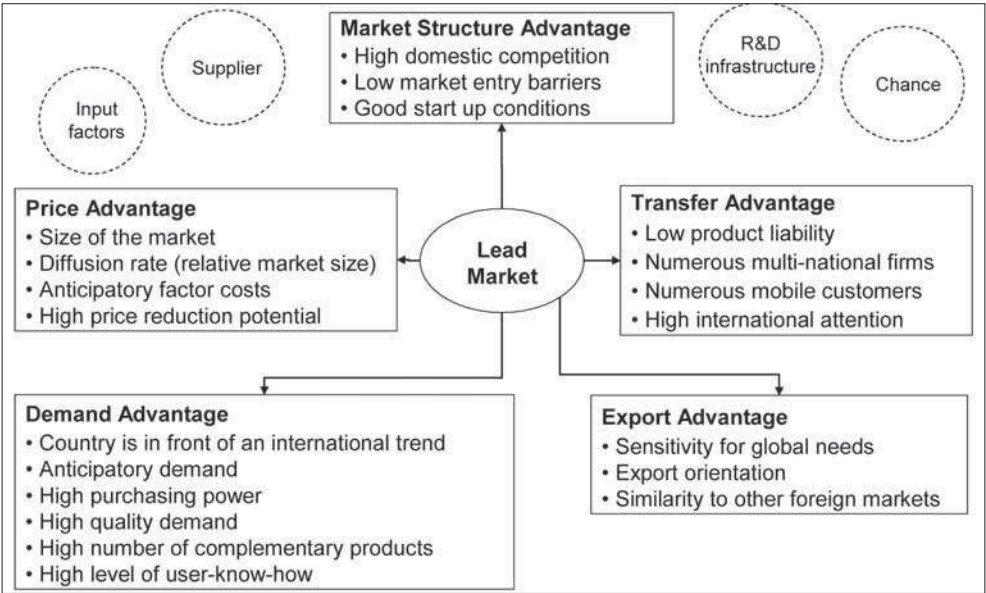 Input
factors
Supplier
Market Structure Advantage
• High domestic competition
• Low market entry barriers
• Good start up conditions
R&D
infrastructure
Chance
Price Advantage
• Size of the market
• Diffusion rate (relative market size)
• Anticipatory factor costs
• High price reduction potential
Lead
Market
Transfer Advantage
• Low product liability
• Numerous multi-national firms
• Numerous mobile customers
• High international attention
Demand Advantage
• Country is in front of an international trend
• Anticipatory demand
• High purchasing power
• High quality demand
• High number of complementary products
• High level of user-know-how
Export Advantage
• Sensitivity for global needs
• Export orientation
• Similarity to other foreign markets